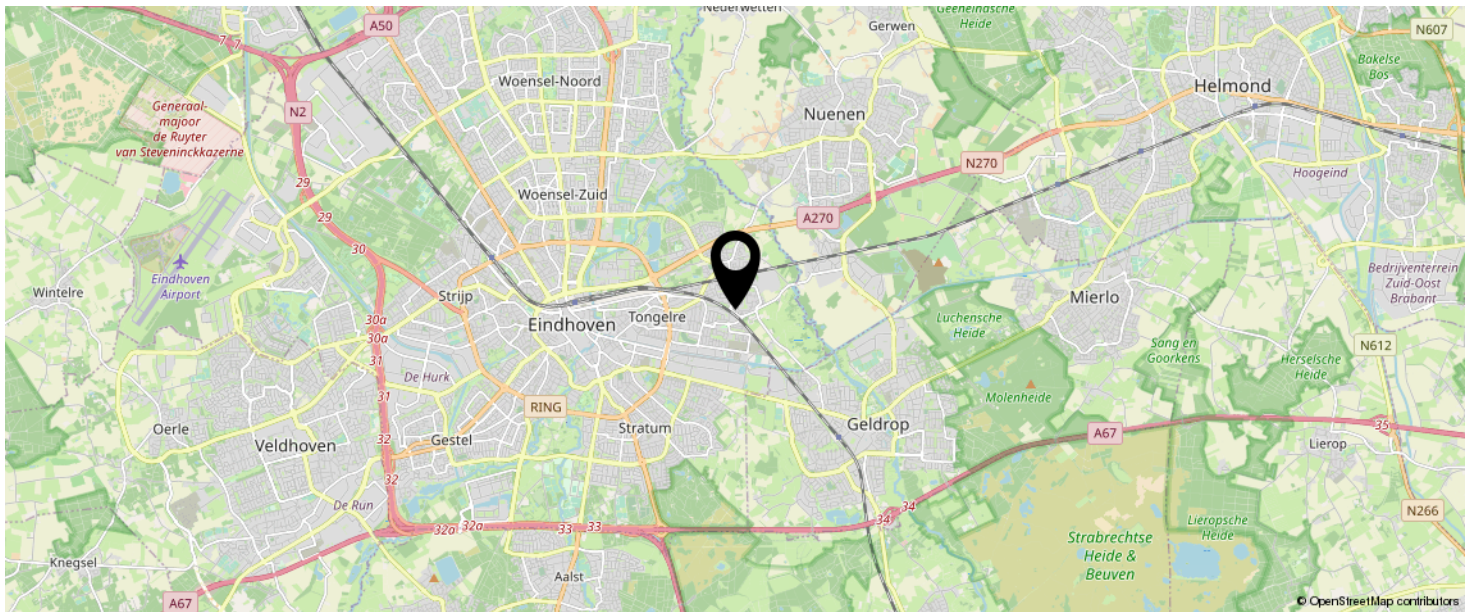 Neuerwetten
Geeneindsche
Heide
A50
Gerwen
N607
7
7
Woensel-Noord
Bakelse
Bos
Helmond
Generaal-
majoor
de Ruyter
van Steveninckkazerne
N2
Nuenen
N270
29
Hoogeind
Woensel-Zuid
29
A270
30
Eindhoven
Airport
Bedrijventerrein
Zuid-Oost
Brabant
Wintelre
Strijp
Mierlo
30a
Eindhoven
Tongelre
Luchensche
Heide
30a
Sang en
Goorkens
N612
31
De Hurk
Herselsche
Heide
31
RING
Molenheide
Oerle
Stratum
Geldrop
35
32
Gestel
A67
Veldhoven
Lierop
32
De Run
34
N266
32a
32a
33
33
34
Lieropsche
Heide
Strabrechtse
Heide &
Beuven
Knegsel
Aalst
A67
© OpenStreetMap contributors